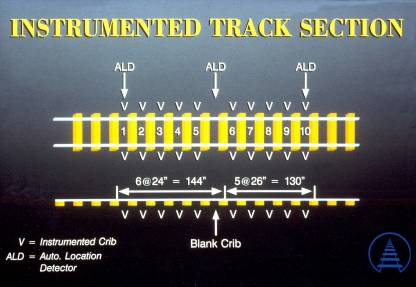 INSTRUMENTED TRACK SECTION
ALD ALD ALD
V V V V V V V V V V
1 2 3 4 5 6 7 8 9 10
V V V V V V V V V V
6@24" = 144" 5@26" = 130"
V V V V V V V V V V
Blank Crib
V = Instrumented Crib
ALD = Auto. Location
Detector